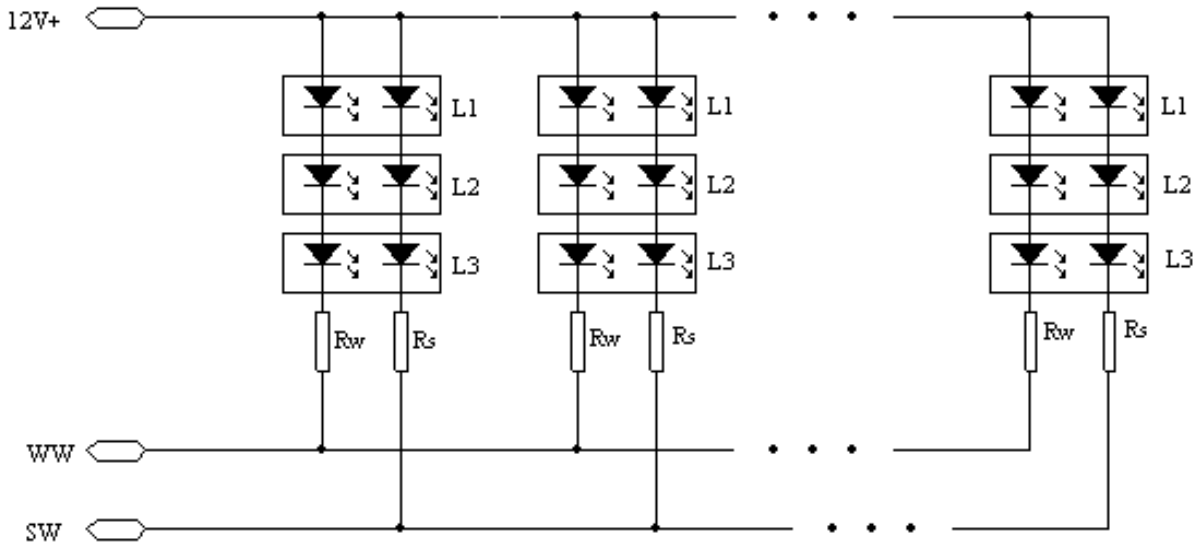 12V+
L1 L1 L1
L2 L2 L2
L3 L3 L3
Rw Rs Rw Rs Rw Rs
WW
SW